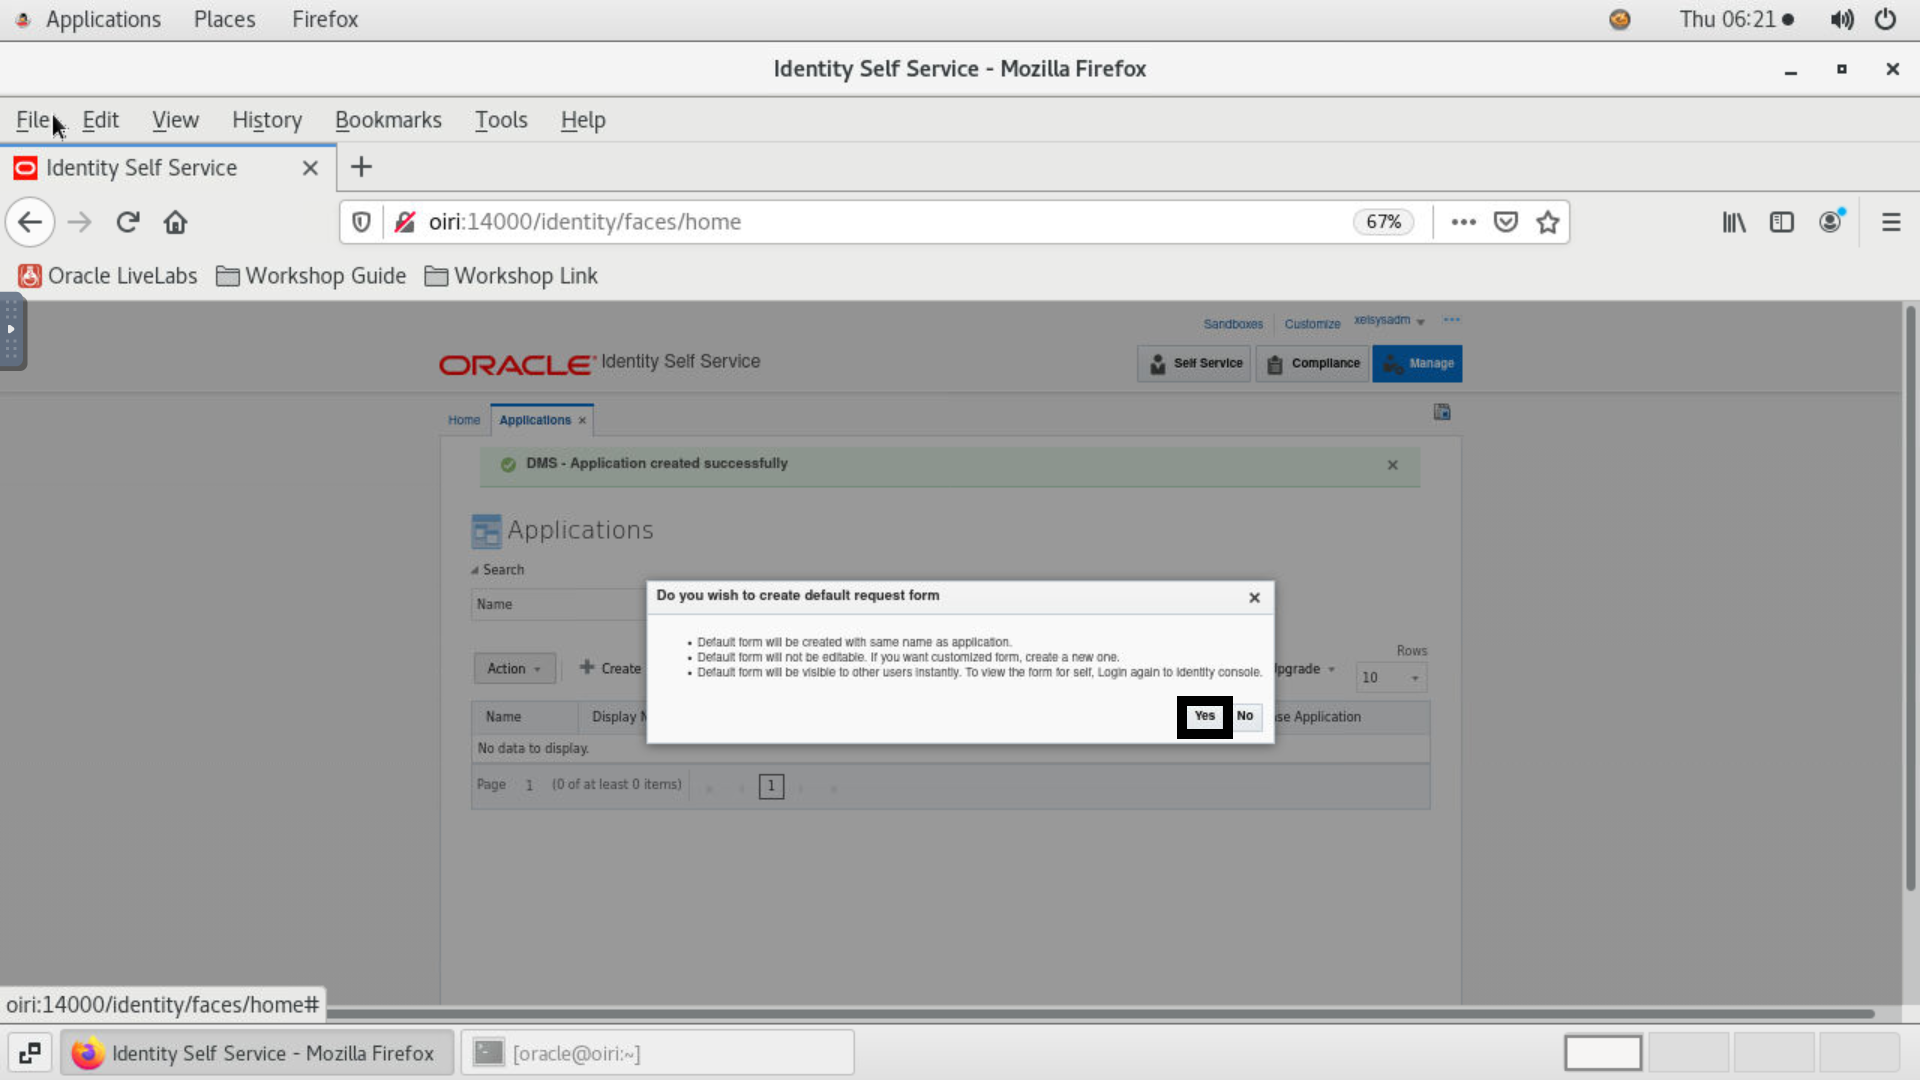 Applications Places Firefox Thu 06:21
Identity Self Service - Mozilla Firefox
File Edit View History Bookmarks Tools Help
Identity Self Service
oiri:14000/identity/faces/home 67%
Oracle LiveLabs Workshop Guide Workshop Link
Sandboxes Customize xelsysadm
ORACLE Identity Self Service Self Service Compliance Manage
Home Applications
DMS - Application created successfully
Applications
Search
Name
Do you wish to create default request form
Default form will be created with same name as application.
Default form will not be editable. If you want customized form, create a new one.
Default form will be visible to other users instantly. To view the form for self, Login again to Identity console.
Yes No
Rows
Action Create pgrade 10
Name Display N se Application
No data to display.
Page 1 (0 of at least 0 items) 1
oiri:14000/identity/faces/home#
Identity Self Service - Mozilla Firefox [oracle@oiri:~]